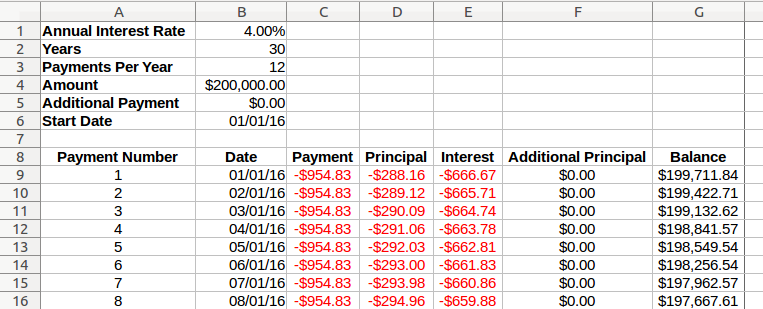 A B C D E F G
1 Annual Interest Rate 4.00%
2 Years 30
3 Payments Per Year 12
4 Amount $200,000.00
5 Additional Payment $0.00
6 Start Date 01/01/16
7
8 Payment Number Date Payment Principal Interest Additional Principal Balance
9 1 01/01/16 -$954.83 -$288.16 -$666.67 $0.00 $199,711.84
10 2 02/01/16 -$954.83 -$289.12 -$665.71 $0.00 $199,422.71
11 3 03/01/16 -$954.83 -$290.09 -$664.74 $0.00 $199,132.62
12 4 04/01/16 -$954.83 -$291.06 -$663.78 $0.00 $198,841.57
13 5 05/01/16 -$954.83 -$292.03 -$662.81 $0.00 $198,549.54
14 6 06/01/16 -$954.83 -$293.00 -$661.83 $0.00 $198,256.54
15 7 07/01/16 -$954.83 -$293.98 -$660.86 $0.00 $197,962.57
16 8 08/01/16 -$954.83 -$294.96 -$659.88 $0.00 $197,667.61